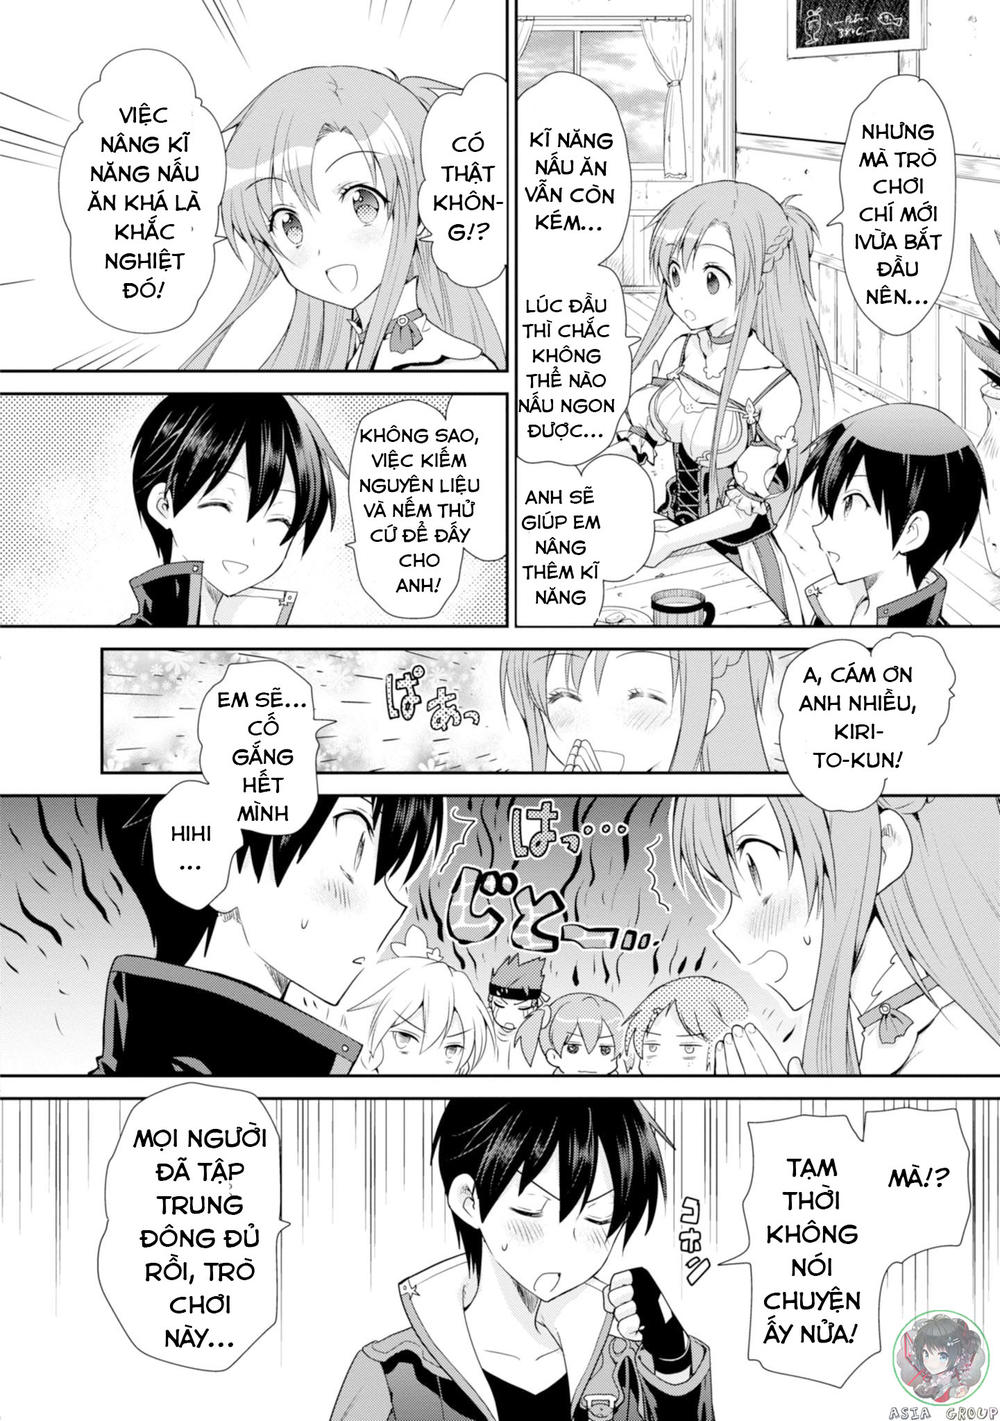 NHƯNG
MÀ TRÒ
CHƠI
CHÍ MỚI
IVỪA BẮT
ĐẦU
NÊN...
KĨ NĂNG
NẤU ĂN
VẪN CÒN
KÉM...
LÚC ĐẦU
THÌ CHẮC
KHÔNG
THỂ NÀO
NẤU NGON
ĐƯỢC...
ANH SẼ
GIÚP EM
NÂNG
THÊM KĨ
NĂNG
CÓ
THẬT
KHÔN-
G!?
VIỆC
NÂNG KĨ
NĂNG NẤU
ĂN KHÁ LÀ
KHẮC
NGHIỆT
ĐÓ!
KHÔNG SAO,
VIỆC KIẾM
NGUYÊN LIỆU
VÀ NẾM THỬ
CỨ ĐỂ ĐẤY
CHO
ANH!
A, CÁM ƠN
ANH NHIỀU,
KIRI-
TO-KUN!
ぱあっ
EM SẼ...
CỐ
GẮNG
HẾT
MÌNH
HIHI
...
はっ...
じとー...
MÀ!?
TẠM
THỜI
KHÔNG
NÓI
CHUYỆN
ẤY NỬA!
コホン
MỌI NGƯỜI
ĐÃ TẬP
TRUNG
ĐÔNG ĐỦ
RỒI, TRÒ
CHƠI
NÀY...
ASIA GROUP